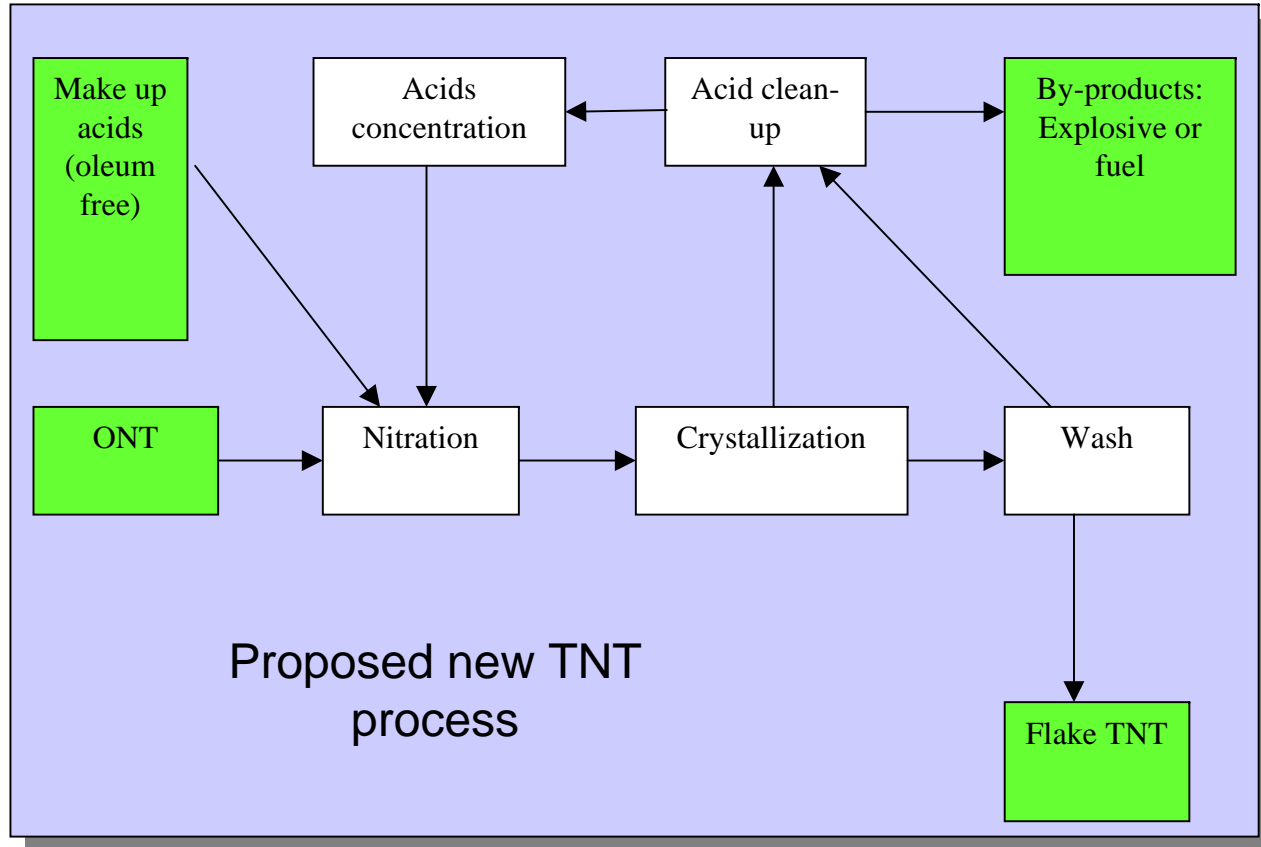 Make up
acids
(oleum
free)
Acids
concentration
Acid clean-
up
By-products:
Explosive or
fuel
ONT
Nitration
Crystallization
Wash
Proposed new TNT
process
Flake TNT